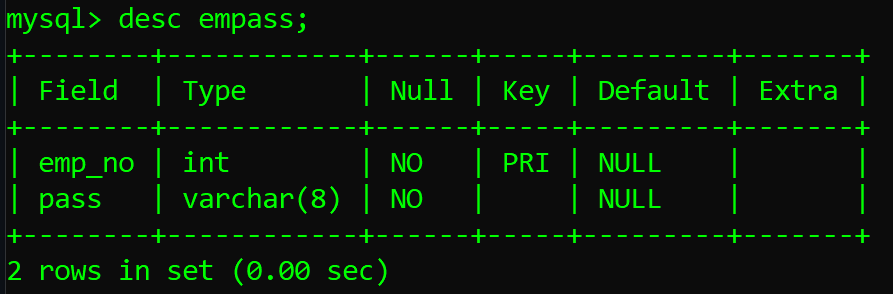 mysql> desc empass;
+--------+------------+------+-----+---------+-------+
| Field  | Type       | Null | Key | Default | Extra |
+--------+------------+------+-----+---------+-------+
| emp_no | int        | NO   | PRI | NULL    |       |
| pass   | varchar(8) | NO   |     | NULL    |       |
+--------+------------+------+-----+---------+-------+
2 rows in set (0.00 sec)